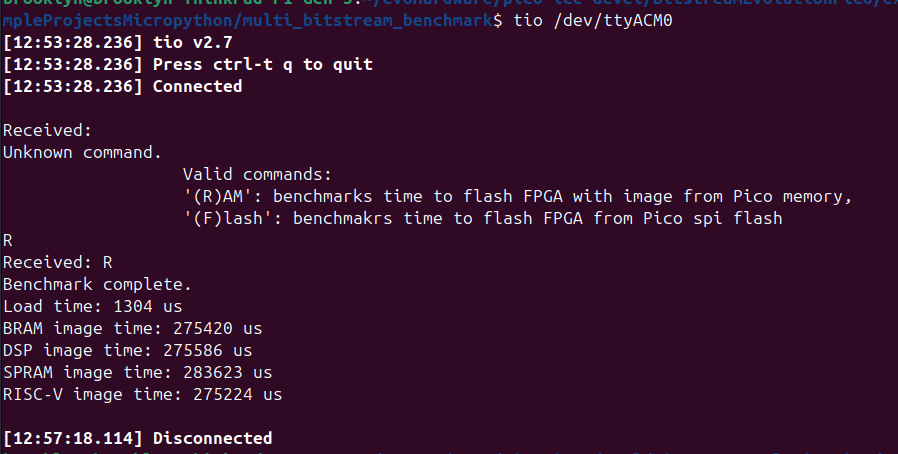 mpleProjectsMicropython/multi_bitstream_benchmark$ tio /dev/ttyACM0
[12:53:28.236] tio v2.7
[12:53:28.236] Press ctrl-t q to quit
[12:53:28.236] Connected
Received:
Unknown command.
Valid commands:
'(R)AM': benchmarks time to flash FPGA with image from Pico memory,
'(F)lash': benchmakrs time to flash FPGA from Pico spi flash
R
Received: R
Benchmark complete.
Load time: 1304 us
BRAM image time: 275420 us
DSP image time: 275586 us
SPRAM image time: 283623 us
RISC-V image time: 275224 us
[12:57:18.114] Disconnected